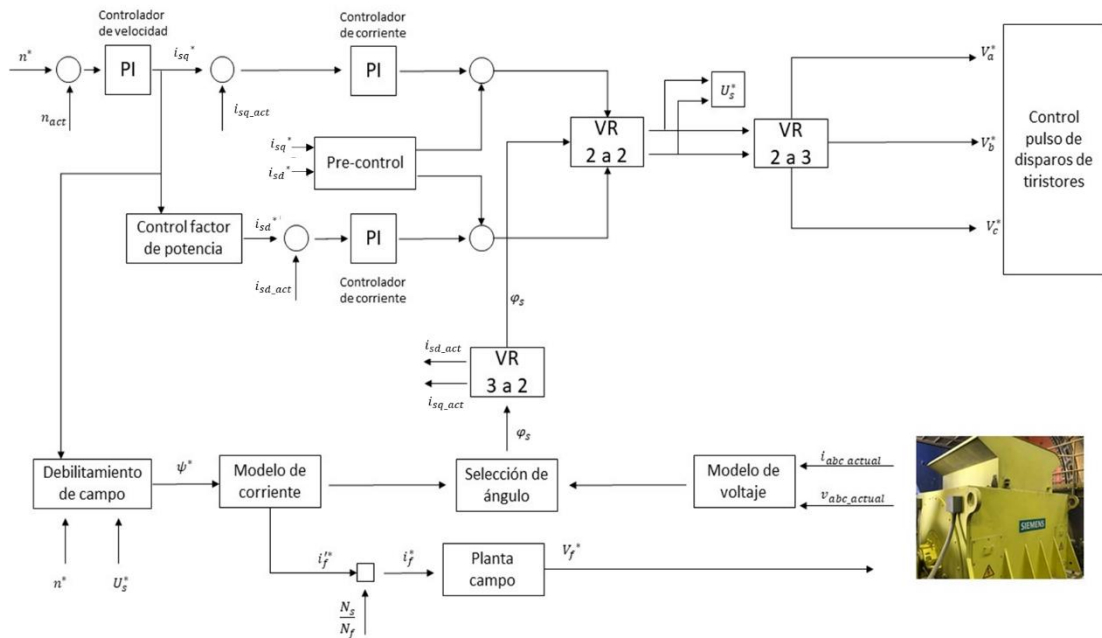 Controlador
de velocidad
Controlador
de corriente
n*
PI
i_sq*
PI
V_a*
n_act
i_sq_act
U_s*
VR
2 a 2
VR
2 a 3
V_b*
Control
pulso de
disparos de
tiristores
i_sq*
i_sd*
Pre-control
Control factor
de potencia
i_sd*
PI
V_c*
i_sd_act
Controlador
de corriente
φ_s
i_sd_act
VR
3 a 2
i_sq_act
φ_s
Debilitamiento
de campo
ψ*
Modelo de
corriente
Selección de
ángulo
Modelo de
voltaje
i_abc actual
v_abc_actual
SIEMENS
n*
U_s*
i_f'*
i_f*
Planta
campo
V_f*
N_s
N_f